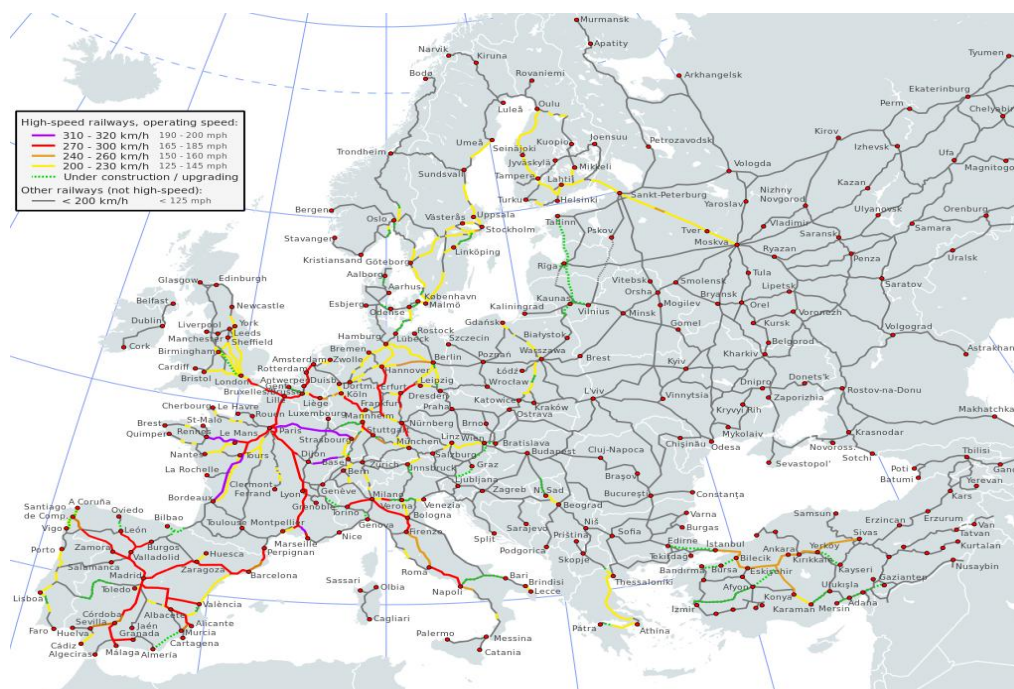 High-speed railways, operating speed:
310 - 320 km/h 190 - 200 mph
270 - 300 km/h 165 - 185 mph
240 - 260 km/h 150 - 160 mph
200 - 230 km/h 125 - 145 mph
Under construction / upgrading
Other railways (not high-speed):
< 200 km/h < 125 mph
Murmansk
Apatity
Narvik
Kiruna
Bodø
Rovaniemi
Luleå
Oulu
Arkhangelsk
Tyumen
Ekaterinburg
Perm
Chelyabin
Umeå
Seinäjoki
Kuopio
Joensuu
Jyväskylä
Petrozavodsk
Kirov
Izhevsk
Ufa
Magnitogo
Trondheim
Sundsvall
Tampere
Mikkeli
Lahti
Turku
Helsinki
Sankt-Peterburg
Vologda
Yaroslavl
Nizhny
Novgorod
Kazan
Ulyanovsk
Orenburg
Bergen
Oslo
Västerås
Uppsala
Stockholm
Tallinn
Pskov
Tver
Moskva
Vladimir
Saransk
Samara
Stavanger
Kristiansand
Göteborg
Linköping
Riga
Ryazan
Penza
Uralsk
Aalborg
Aarhus
Esbjerg
Odense
København
Malmö
Kaliningrad
Kaunas
Vilnius
Vitebsk
Orsha
Smolensk
Mogilev
Minsk
Tula
Lipetsk
Bryansk
Orel
Saratov
Glasgow
Edinburgh
Belfast
Newcastle
Dublin
Cork
Liverpool
York
Leeds
Manchester
Sheffield
Birmingham
Cardiff
Bristol
London
Rostock
Hamburg
Lübeck
Szczecin
Gdańsk
Białystok
Gomel
Kursk
Voronezh
Volgograd
Belgorod
Astrakhan
Bremen
Amsterdam
Zwolle
Rotterdam
Hannover
Berlin
Poznań
Warszawa
Brest
Łódź
Kyiv
Kharkiv
Antwerpen
Duisb
Gent
Dortm.
Köln
Erfurt
Leipzig
Wrocław
Dresden
Lille
Liège
Frankfurt
Katowice
Kraków
L'viv
Vinnytsia
Dnipro
Donets'k
Rostov-na-Donu
Kryvyi Rih
Zaporizhia
Cherbourg
Le Havre
Rouen
Luxembourg
Mannheim
Praha
Ostrava
Brest
St-Malo
Rennes
Le Mans
Paris
Strasbourg
Stuttgart
Nürnberg
Brno
Quimper
Nantes
Tours
Dijon
Basel
Bern
München
Linz
Wien
Bratislava
Budapest
Cluj-Napoca
Chișinău
Mykolaiv
Odesa
Makhachkala
Krasnodar
Novoross.
Sotchi
Sevastopol'
La Rochelle
Zürich
Innsbruck
Salzburg
Graz
Clermont
Ferrand
Lyon
Genève
Ljubljana
Zagreb
N. Sad
Brașov
Bordeaux
Grenoble
Milano
Verona
Venezia
Torino
Bologna
Beograd
București
Constanța
Poti
Batumi
Tbilisi
Yerevan
Kars
Toulouse
Montpellier
Genova
Nice
Firenze
Sarajevo
Split
Niš
Varna
Burgas
Marseille
Perpignan
Podgorica
Priština
Skopje
Sofia
A Coruña
Santiago
de Comp.
Vigo
Oviedo
León
Bilbao
Burgos
Huesca
Porto
Zamora
Valladolid
Salamanca
Zaragoza
Barcelona
Madrid
Toledo
Lisboa
València
Córdoba
Albacete
Alicante
Sevilla
Jaén
Murcia
Faro
Huelva
Granada
Cartagena
Cádiz
Algeciras
Málaga
Almería
Sassari
Olbia
Cagliari
Roma
Napoli
Bari
Brindisi
Lecce
Palermo
Messina
Catania
Thessaloniki
Pátra
Athina
Edirne
Tekirdağ
Istanbul
Bandırma
Bursa
Bilecik
Eskişehir
Afyon
Izmir
Ankara
Kırıkkale
Yerköy
Samsun
Sivas
Erzincan
Erzurum
Van
Tatvan
Kurtalan
Nusaybin
Kayseri
Ulukışla
Gaziantep
Konya
Karaman
Mersin
Adana